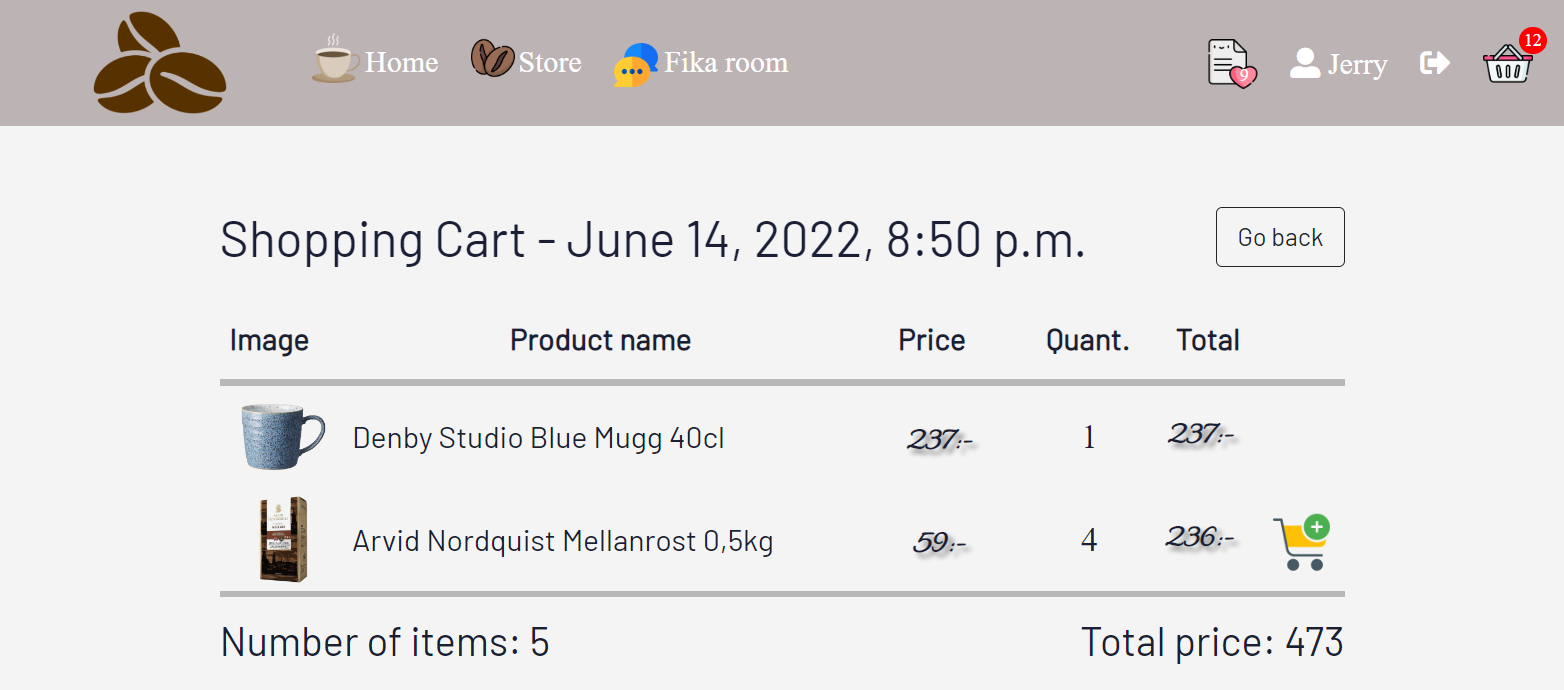 Home Store Fika room 9 Jerry 12
Shopping Cart - June 14, 2022, 8:50 p.m. Go back
Image Product name Price Quant. Total
Denby Studio Blue Mugg 40cl 237:- 1 237:-
Arvid Nordquist Mellanrost 0,5kg 59:- 4 236:-
Number of items: 5 Total price: 473